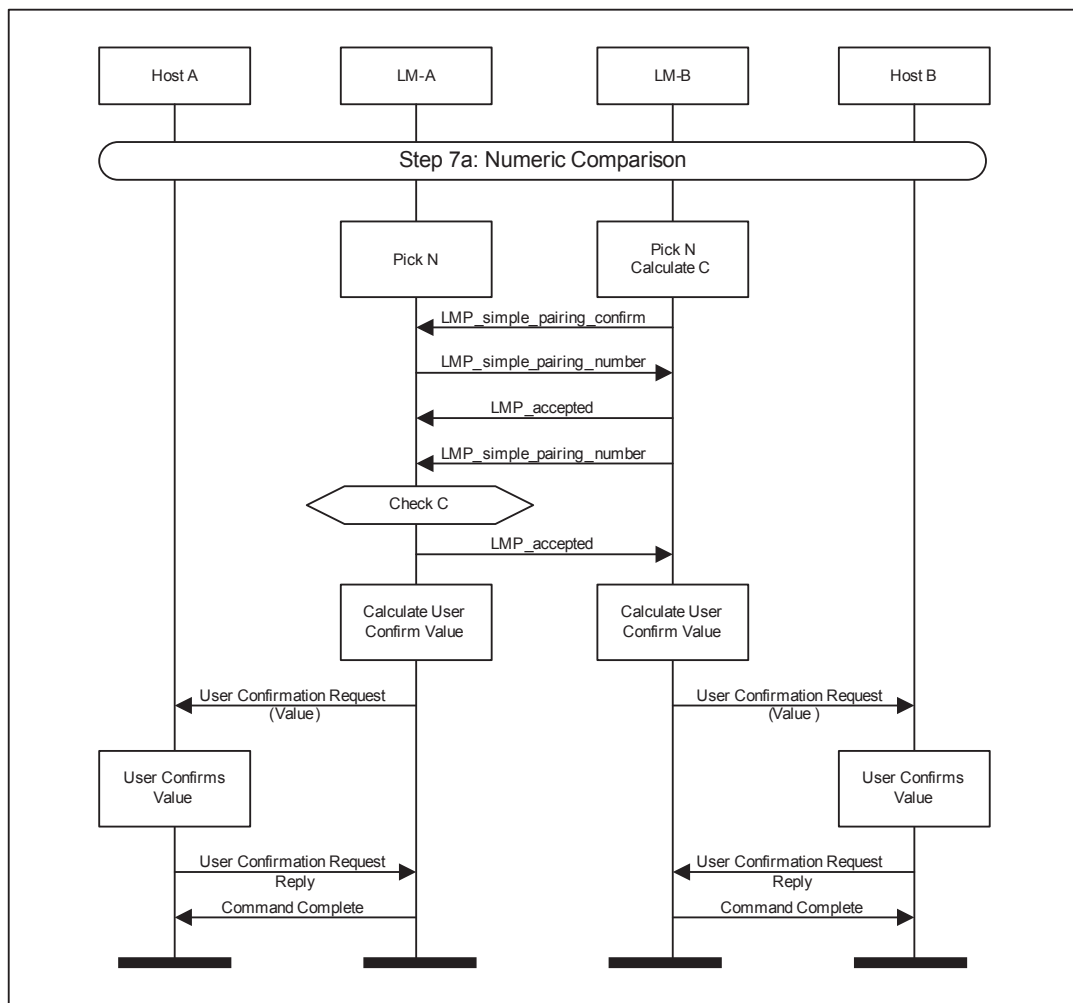 Host A
LM-A
LM-B
Host B
Step 7a: Numeric Comparison
Pick N
Pick N
Calculate C
LMP_simple_pairing_confirm
LMP_simple_pairing_number
LMP_accepted
LMP_simple_pairing_number
Check C
LMP_accepted
Calculate User
Confirm Value
Calculate User
Confirm Value
User Confirmation Request
(Value)
User Confirmation Request
(Value)
User Confirms
Value
User Confirms
Value
User Confirmation Request
Reply
User Confirmation Request
Reply
Command Complete
Command Complete